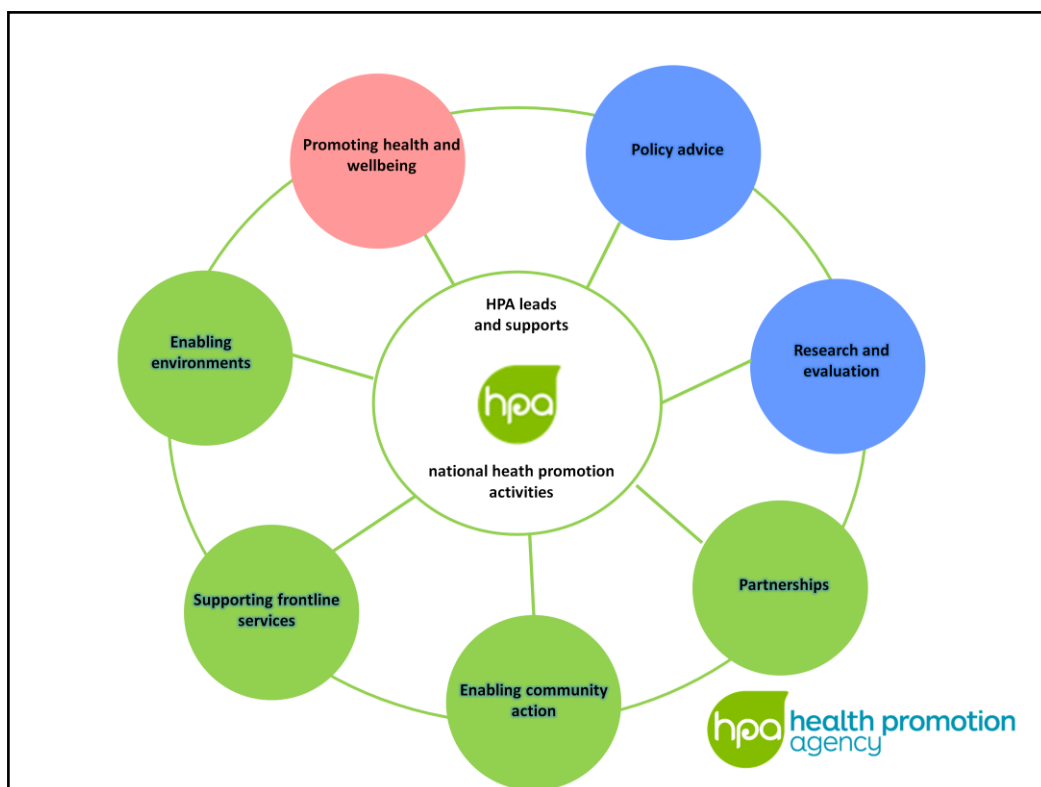 Promoting health and
wellbeing
Policy advice
HPA leads
and supports
Enabling
environments
Research and
evaluation
hpa
national heath promotion
activities
Supporting frontline
services
Partnerships
Enabling community
action
hpa health promotion
agency